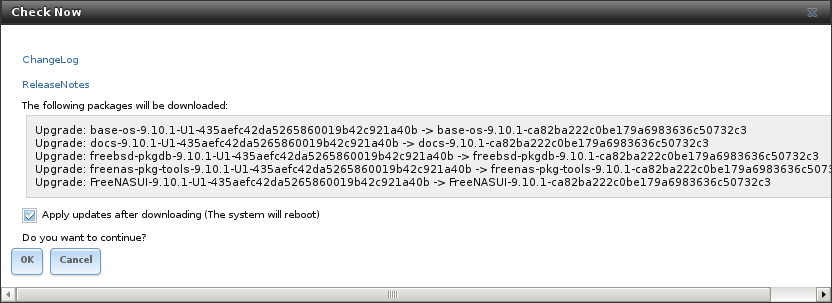 Check Now
ChangeLog
ReleaseNotes
The following packages will be downloaded:
Upgrade: base-os-9.10.1-U1-435aefc42da5265860019b42c921a40b -> base-os-9.10.1-ca82ba222c0be179a6983636c50732c3
Upgrade: docs-9.10.1-U1-435aefc42da5265860019b42c921a40b -> docs-9.10.1-ca82ba222c0be179a6983636c50732c3
Upgrade: freebsd-pkgdb-9.10.1-U1-435aefc42da5265860019b42c921a40b -> freebsd-pkgdb-9.10.1-ca82ba222c0be179a6983636c50732c3
Upgrade: freenas-pkg-tools-9.10.1-U1-435aefc42da5265860019b42c921a40b -> freenas-pkg-tools-9.10.1-ca82ba222c0be179a6983636c50732
Upgrade: FreeNASUI-9.10.1-U1-435aefc42da5265860019b42c921a40b -> FreeNASUI-9.10.1-ca82ba222c0be179a6983636c50732c3
Apply updates after downloading (The system will reboot)
Do you want to continue?
OK Cancel